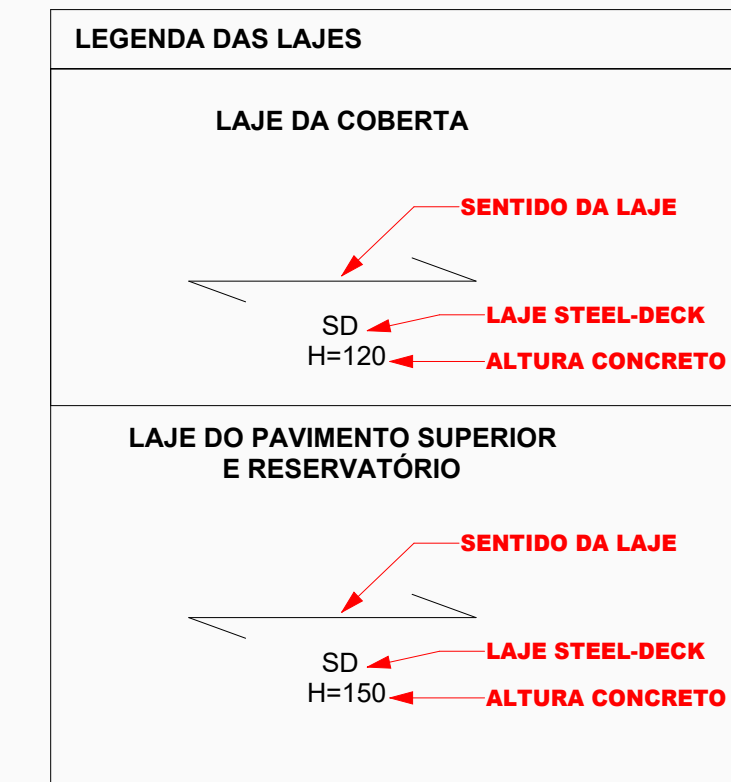 LEGENDA DAS LAJES
LAJE DA COBERTA
SENTIDO DA LAJE
SD
LAJE STEEL-DECK
H=120
ALTURA CONCRETO
LAJE DO PAVIMENTO SUPERIOR
E RESERVATÓRIO
SENTIDO DA LAJE
SD
LAJE STEEL-DECK
H=150
ALTURA CONCRETO